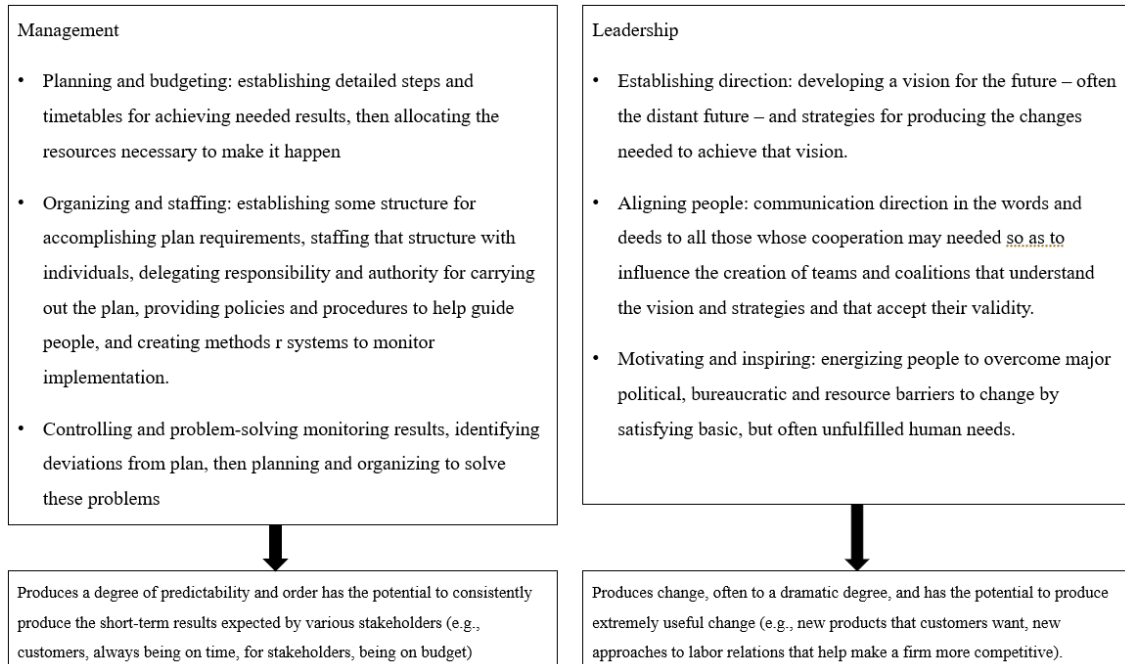 Management
• Planning and budgeting: establishing detailed steps and
timetables for achieving needed results, then allocating the
resources necessary to make it happen
• Organizing and staffing: establishing some structure for
accomplishing plan requirements, staffing that structure with
individuals, delegating responsibility and authority for carrying
out the plan, providing policies and procedures to help guide
people, and creating methods r systems to monitor
implementation.
• Controlling and problem-solving monitoring results, identifying
deviations from plan, then planning and organizing to solve
these problems
Produces a degree of predictability and order has the potential to consistently
produce the short-term results expected by various stakeholders (e.g.,
customers, always being on time, for stakeholders, being on budget)
Leadership
• Establishing direction: developing a vision for the future – often
the distant future – and strategies for producing the changes
needed to achieve that vision.
• Aligning people: communication direction in the words and
deeds to all those whose cooperation may needed so as to
influence the creation of teams and coalitions that understand
the vision and strategies and that accept their validity.
• Motivating and inspiring: energizing people to overcome major
political, bureaucratic and resource barriers to change by
satisfying basic, but often unfulfilled human needs.
Produces change, often to a dramatic degree, and has the potential to produce
extremely useful change (e.g., new products that customers want, new
approaches to labor relations that help make a firm more competitive).